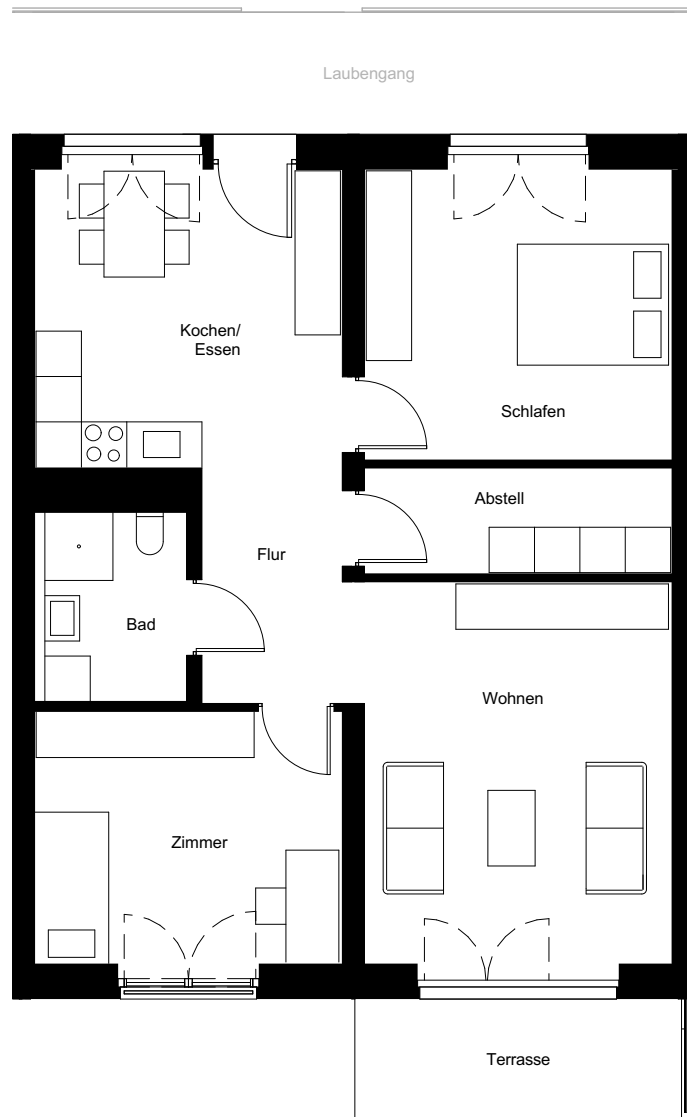 Laubengang
Kochen/
Essen
Schlafen
Abstell
Flur
Bad
Wohnen
Zimmer
Terrasse